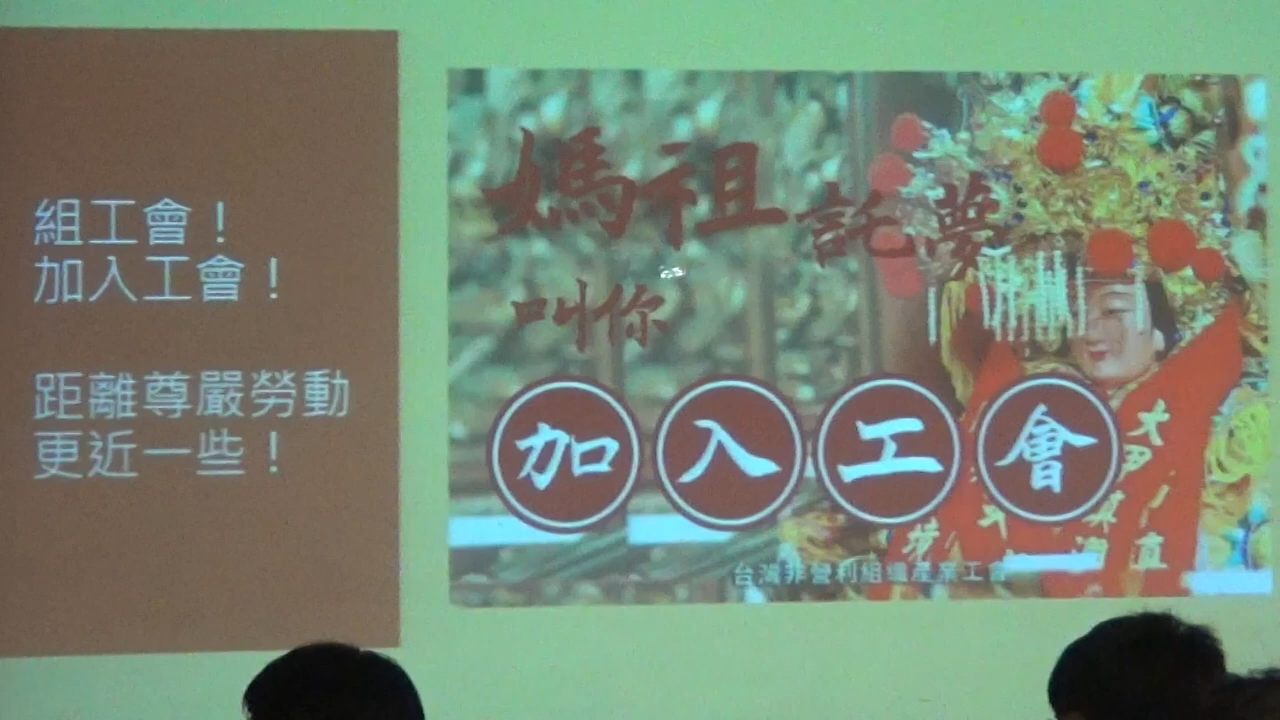 組工會！
加入工會！
距離尊嚴勞動
更近一些！
媽祖託夢
叫你
加入工會
台灣非營利組織產業工會